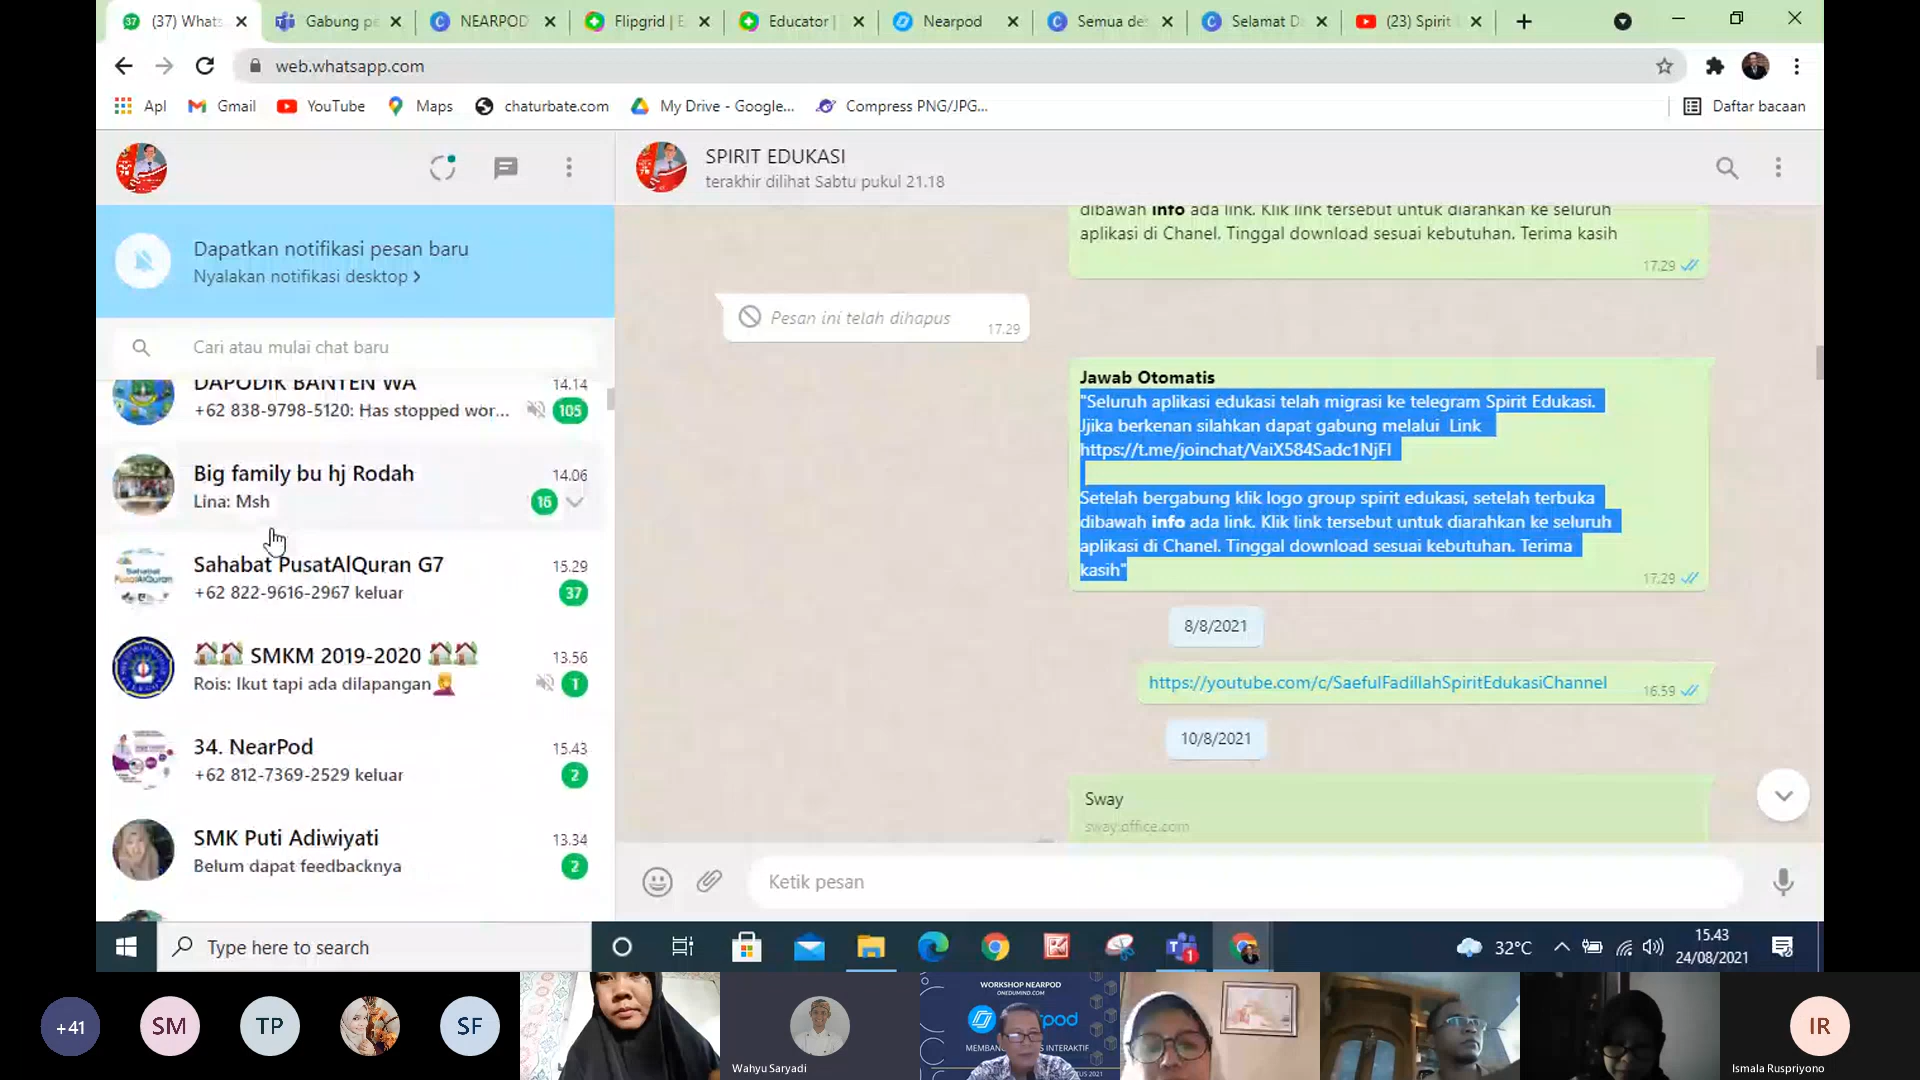 (37) Whats
Gabung pe
NEARPOD
Flipgrid | E
Educator |
Nearpod
Semua des
Selamat D
(23) Spirit
web.whatsapp.com
Apl
Gmail
YouTube
Maps
chaturbate.com
My Drive - Google...
Compress PNG/JPG...
Daftar bacaan
SPIRIT EDUKASI
terakhir dilihat Sabtu pukul 21.18
Dapatkan notifikasi pesan baru
Nyalakan notifikasi desktop >
Cari atau mulai chat baru
DAPODIK BANTEN WA
14.14
+62 838-9798-5120: Has stopped wor...
105
Big family bu hj Rodah
14.06
Lina: Msh
16
Sahabat PusatAlQuran G7
15.29
+62 822-9616-2967 keluar
37
🏠🏠 SMKM 2019-2020 🏠🏠
13.56
Rois: Ikut tapi ada dilapangan
1
34. NearPod
15.43
+62 812-7369-2529 keluar
2
SMK Puti Adiwiyati
13.34
Belum dapat feedbacknya
2
dibawah info ada link. Klik link tersebut untuk diarahkan ke seluruh
aplikasi di Chanel. Tinggal download sesuai kebutuhan. Terima kasih
17.29
Pesan ini telah dihapus
17.29
Jawab Otomatis
"Seluruh aplikasi edukasi telah migrasi ke telegram Spirit Edukasi.
Jjika berkenan silahkan dapat gabung melalui Link
https://t.me/joinchat/VaiX584Sadc1NjFl
Setelah bergabung klik logo group spirit edukasi, setelah terbuka
dibawah info ada link. Klik link tersebut untuk diarahkan ke seluruh
aplikasi di Chanel. Tinggal download sesuai kebutuhan. Terima
kasih"
17.29
8/8/2021
https://youtube.com/c/SaefulFadillahSpiritEdukasiChannel
16.59
10/8/2021
Sway
sway.office.com
Ketik pesan
Type here to search
1
32°C
15.43
24/08/2021
+41
SM
TP
SF
Wahyu Saryadi
WORKSHOP NEARPOD
ONEDUMIND.COM
IR
Ismala Ruspriyono